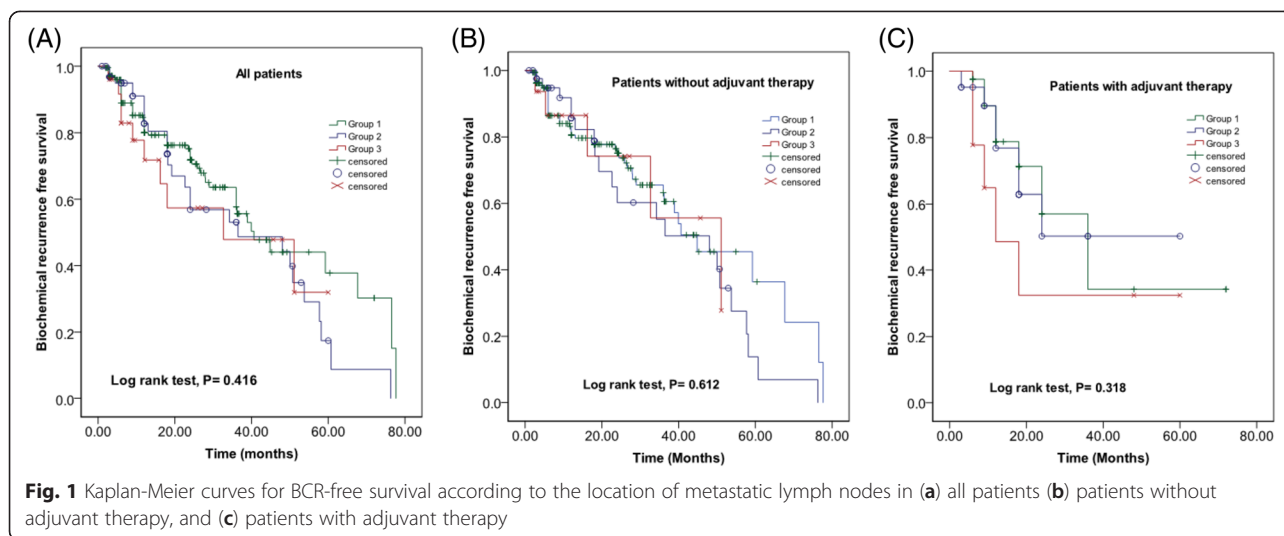 (A)
All patients
Group 1
Group 2
Group 3
censored
censored
censored
Biochemical recurrence free survival
1.0
0.8
0.6
0.4
0.2
0.0
Log rank test, P= 0.416
0.00 20.00 40.00 60.00 80.00
Time (months)
(B)
Patients without adjuvant therapy
Group 1
Group 2
Group 3
censored
censored
censored
Biochemical recurrence free survival
1.0
0.8
0.6
0.4
0.2
0.0
Log rank test, P= 0.612
0.00 20.00 40.00 60.00 80.00
Time (Months)
(C)
Patients with adjuvant therapy
Group 1
Group 2
Group 3
censored
censored
censored
Biochemical recurrence free survival
1.0
0.8
0.6
0.4
0.2
0.0
Log rank test, P= 0.318
0.00 20.00 40.00 60.00 80.00
Time (Months)
Fig. 1 Kaplan-Meier curves for BCR-free survival according to the location of metastatic lymph nodes in (a) all patients (b) patients without
adjuvant therapy, and (c) patients with adjuvant therapy